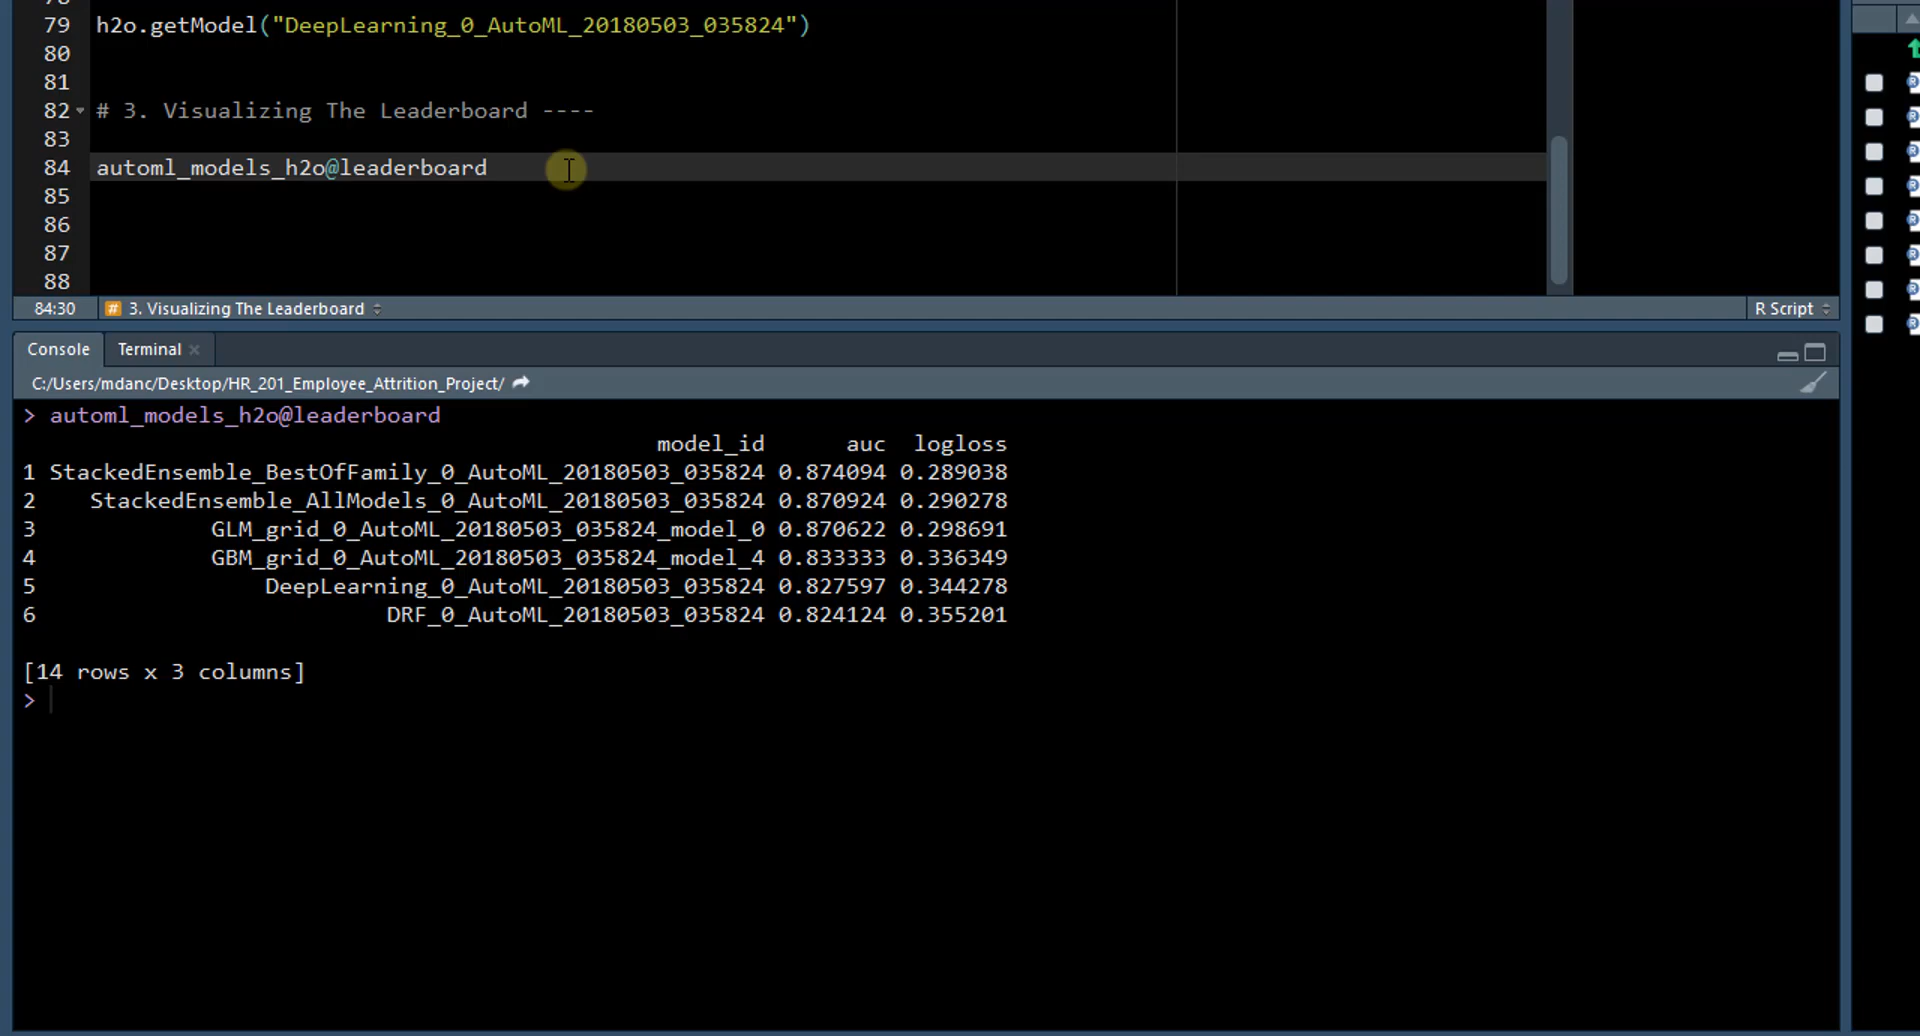 79 h2o.getModel("DeepLearning_0_AutoML_20180503_035824")
80
81
82 # 3. Visualizing The Leaderboard ----
83
84 automl_models_h2o@leaderboard
85
86
87
88
84:30 # 3. Visualizing The Leaderboard R Script
Console Terminal
C:/Users/mdanc/Desktop/HR_201_Employee_Attrition_Project/
> automl_models_h2o@leaderboard
model_id auc logloss
1 StackedEnsemble_BestOfFamily_0_AutoML_20180503_035824 0.874094 0.289038
2 StackedEnsemble_AllModels_0_AutoML_20180503_035824 0.870924 0.290278
3 GLM_grid_0_AutoML_20180503_035824_model_0 0.870622 0.298691
4 GBM_grid_0_AutoML_20180503_035824_model_4 0.833333 0.336349
5 DeepLearning_0_AutoML_20180503_035824 0.827597 0.344278
6 DRF_0_AutoML_20180503_035824 0.824124 0.355201
[14 rows x 3 columns]
>